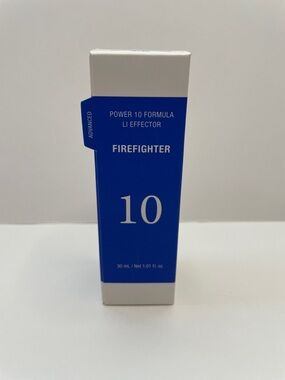 ADVANCED
POWER 10 FORMULA
LI EFFECTOR
FIREFIGHTER
10
30 mL / Net 1.01 fl oz